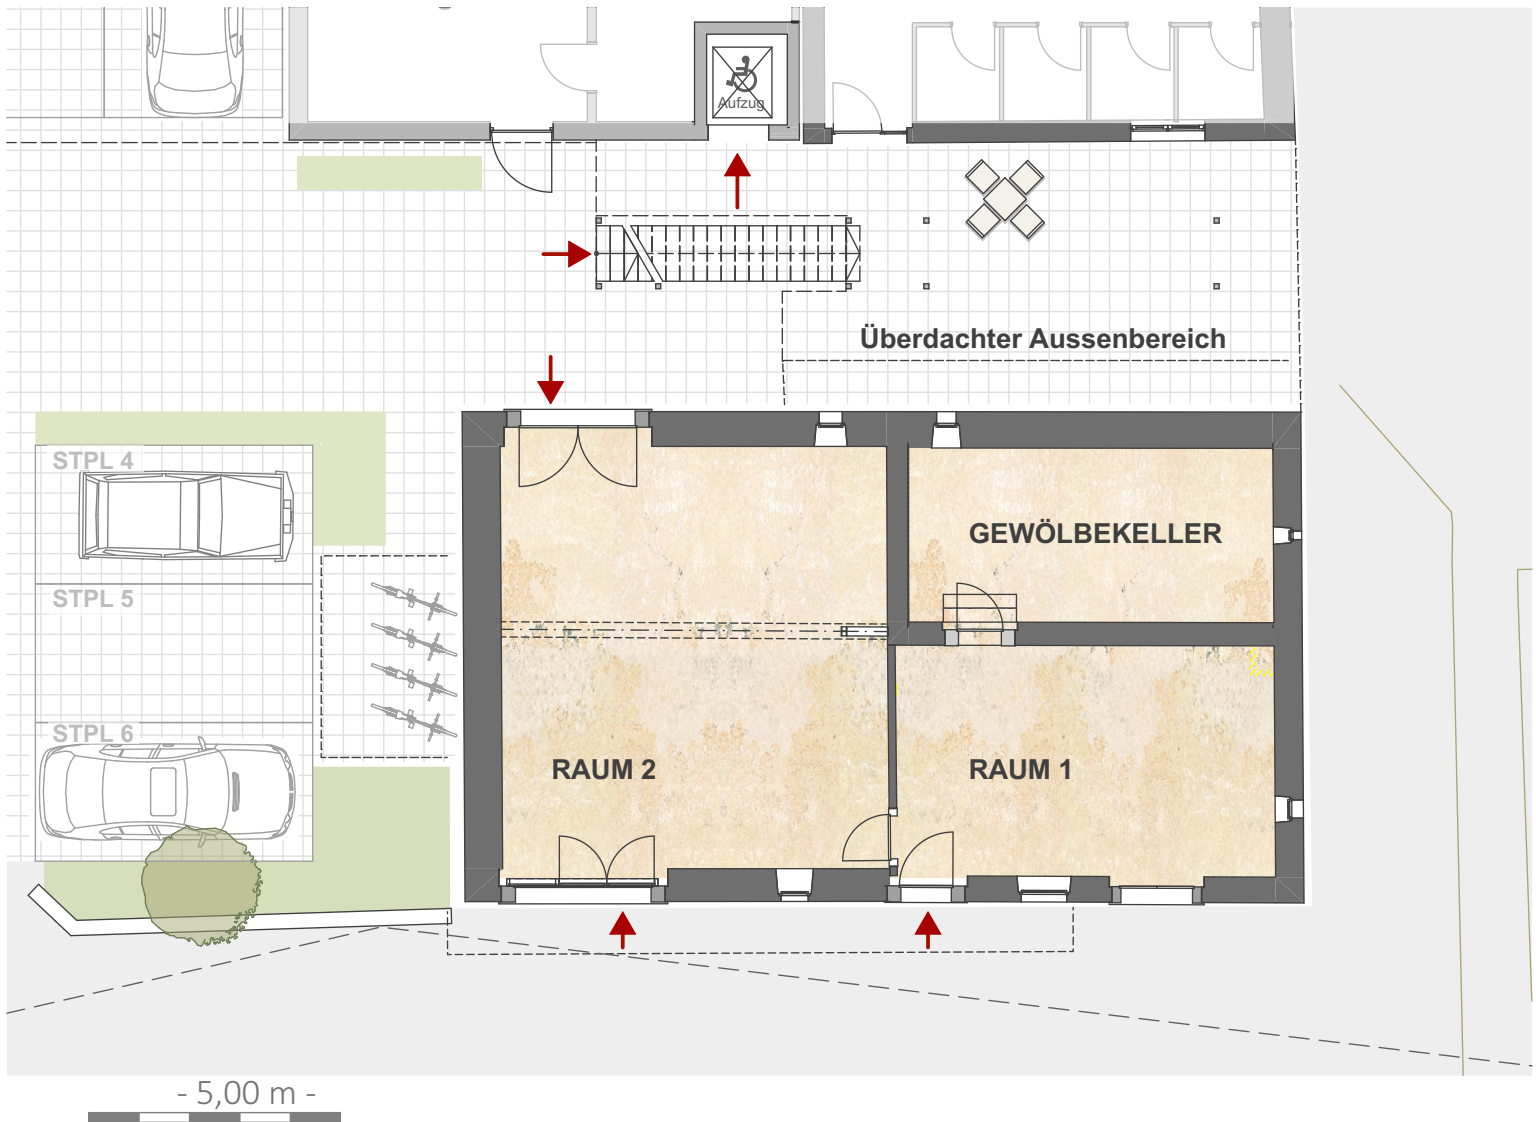 Aufzug
Überdachter Aussenbereich
STPL 4
GEWÖLBEKELLER
STPL 5
STPL 6
RAUM 2
RAUM 1
- 5,00 m -